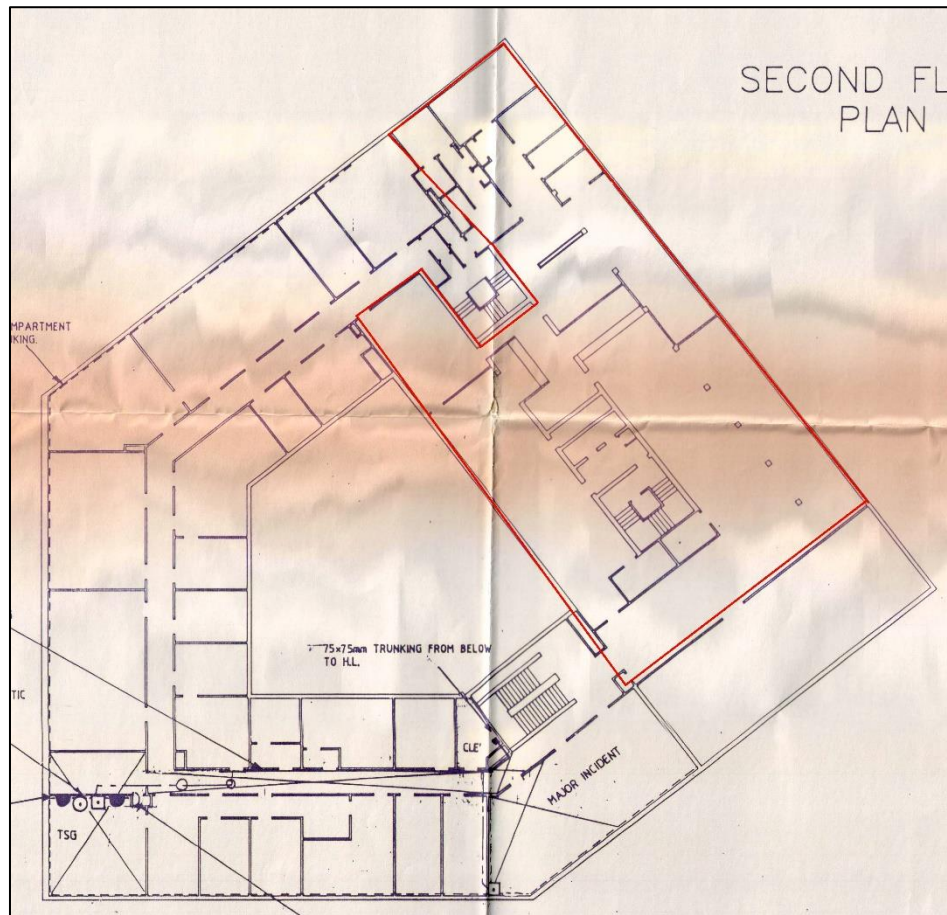 SECOND FL
PLAN
MPARTMENT
KING.
75x75mm TRUNKING FROM BELOW
TO H.L.
TIC
CLE'
MAJOR INCIDENT
TSG